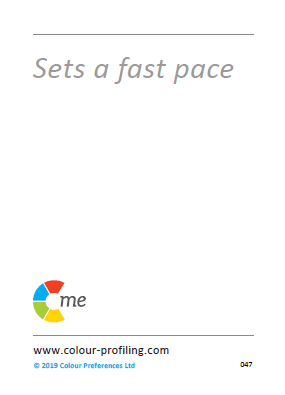 Sets a fast pace
me
www.colour-profiling.com
© 2019 Colour Preferences Ltd
047